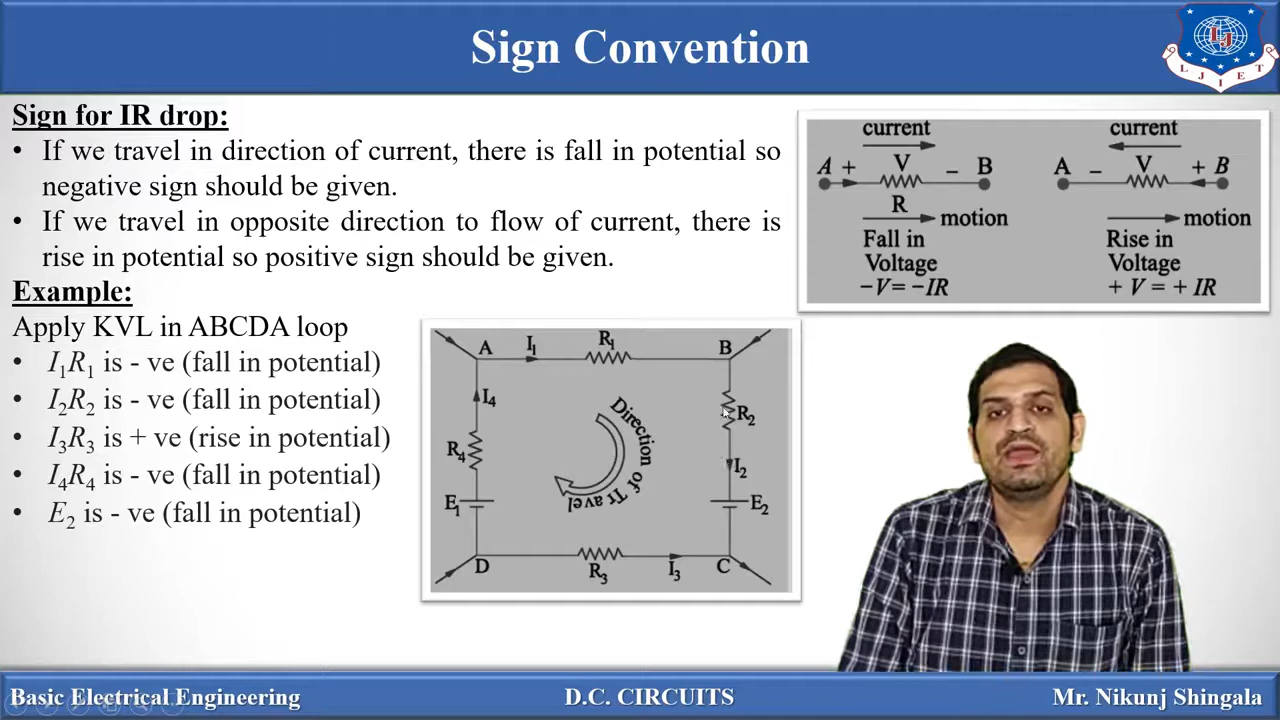 Sign Convention
L J I E T
LJ
Sign for IR drop:
• If we travel in direction of current, there is fall in potential so
negative sign should be given.
• If we travel in opposite direction to flow of current, there is
rise in potential so positive sign should be given.
Example:
Apply KVL in ABCDA loop
• I₁R₁ is - ve (fall in potential)
• I₂R₂ is - ve (fall in potential)
• I₃R₃ is + ve (rise in potential)
• I₄R₄ is - ve (fall in potential)
• E₂ is - ve (fall in potential)
current
A + V − B
R
motion
Fall in
Voltage
−V= −IR
current
A − V + B
motion
Rise in
Voltage
+ V = + IR
A I₁ R₁ B
I₄
R₂
R₄
I₂
E₁
E₂
Direction of Travel
D R₃ I₃ C
Basic Electrical Engineering
D.C. CIRCUITS
Mr. Nikunj Shingala